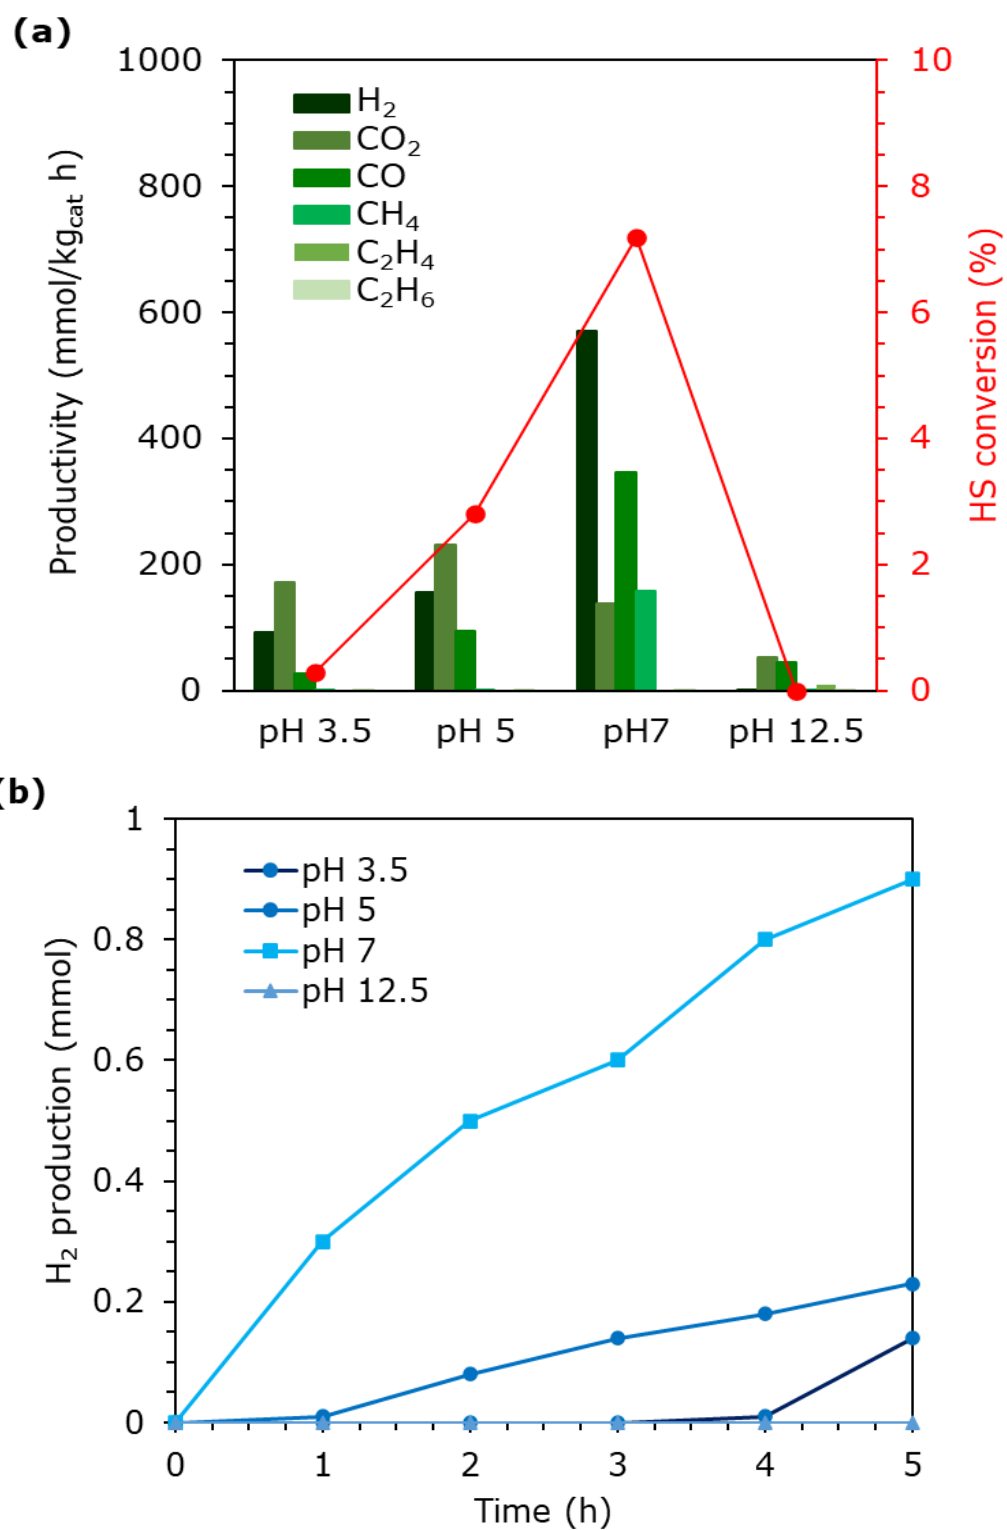 (a)
Productivity (mmol/kg_cat h)
1000
800
600
400
200
0
H₂
CO₂
CO
CH₄
C₂H₄
C₂H₆
10
8
6
4
2
0
HS conversion (%)
pH 3.5 pH 5 pH7 pH 12.5
(b)
H₂ production (mmol)
1
0.8
0.6
0.4
0.2
0
pH 3.5
pH 5
pH 7
pH 12.5
0 1 2 3 4 5
Time (h)